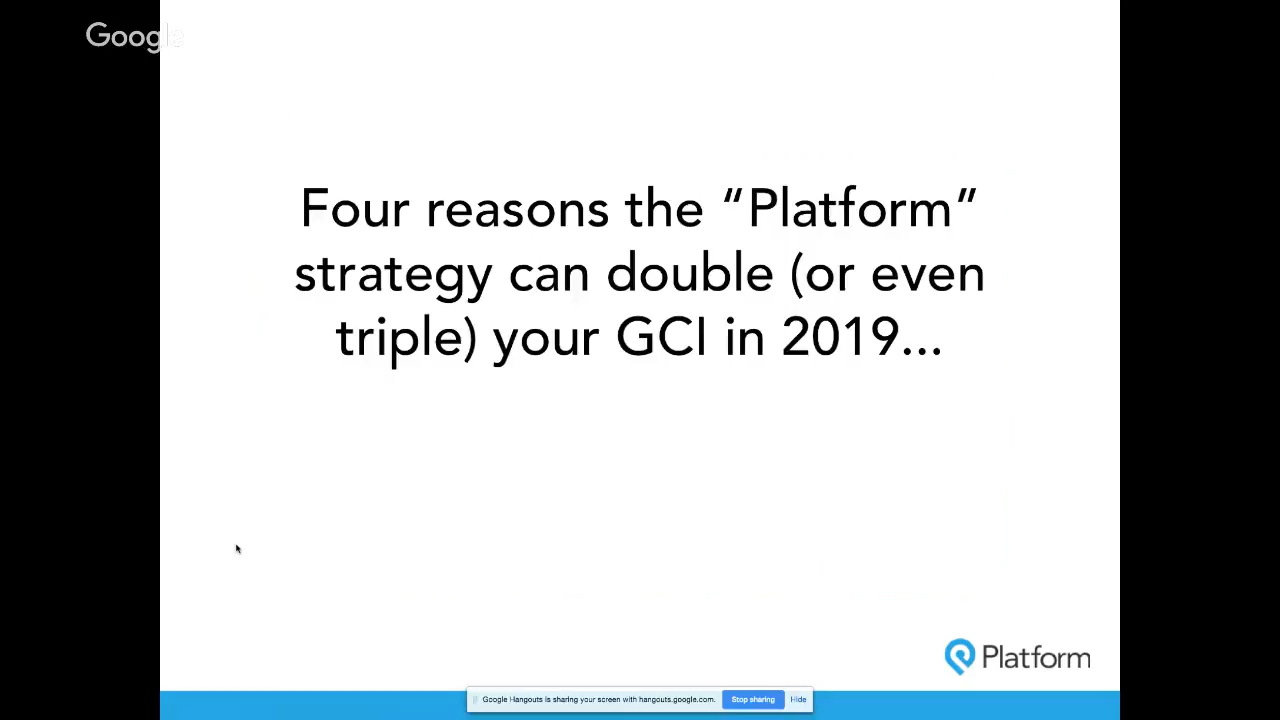 Google
Four reasons the “Platform”
strategy can double (or even
triple) your GCI in 2019...
Platform
Google Hangouts is sharing your screen with hangouts.google.com. Stop sharing Hide